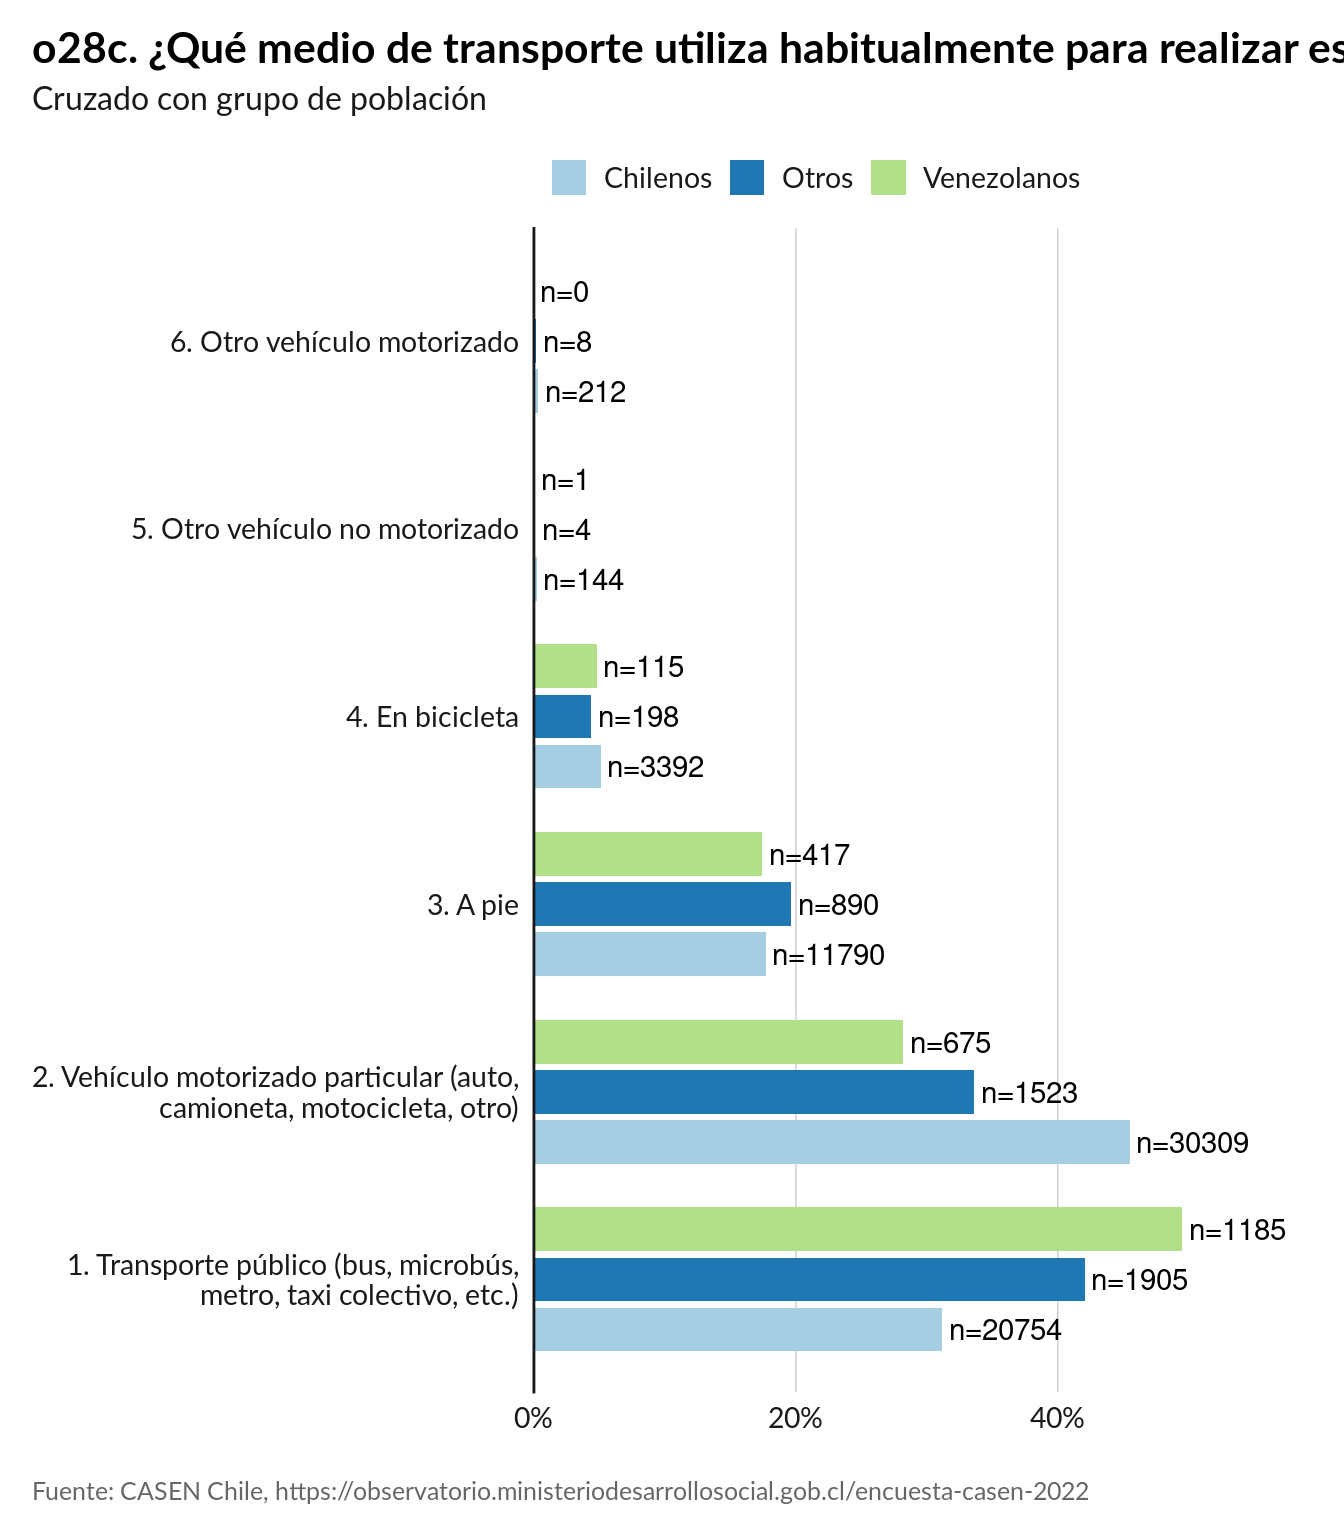 o28c. ¿Qué medio de transporte utiliza habitualmente para realizar es
Cruzado con grupo de población
Chilenos Otros Venezolanos
n=0
6. Otro vehículo motorizado n=8
n=212
n=1
5. Otro vehículo no motorizado n=4
n=144
n=115
4. En bicicleta n=198
n=3392
n=417
3. A pie n=890
n=11790
n=675
2. Vehículo motorizado particular (auto,
camioneta, motocicleta, otro)
n=1523
n=30309
n=1185
1. Transporte público (bus, microbús,
metro, taxi colectivo, etc.)
n=1905
n=20754
0% 20% 40%
Fuente: CASEN Chile, https://observatorio.ministeriodesarrollosocial.gob.cl/encuesta-casen-2022